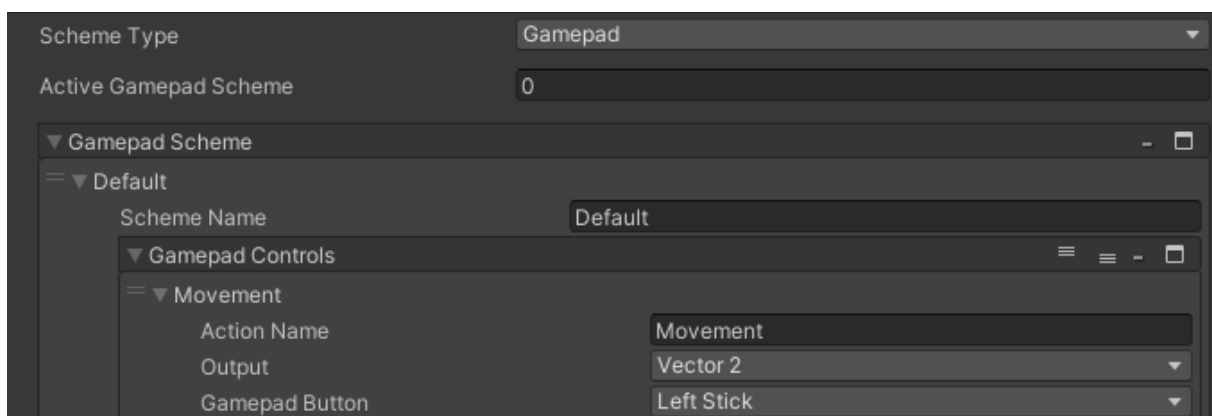 Scheme Type Gamepad
Active Gamepad Scheme 0
Gamepad Scheme
Default
Scheme Name Default
Gamepad Controls
Movement
Action Name Movement
Output Vector 2
Gamepad Button Left Stick